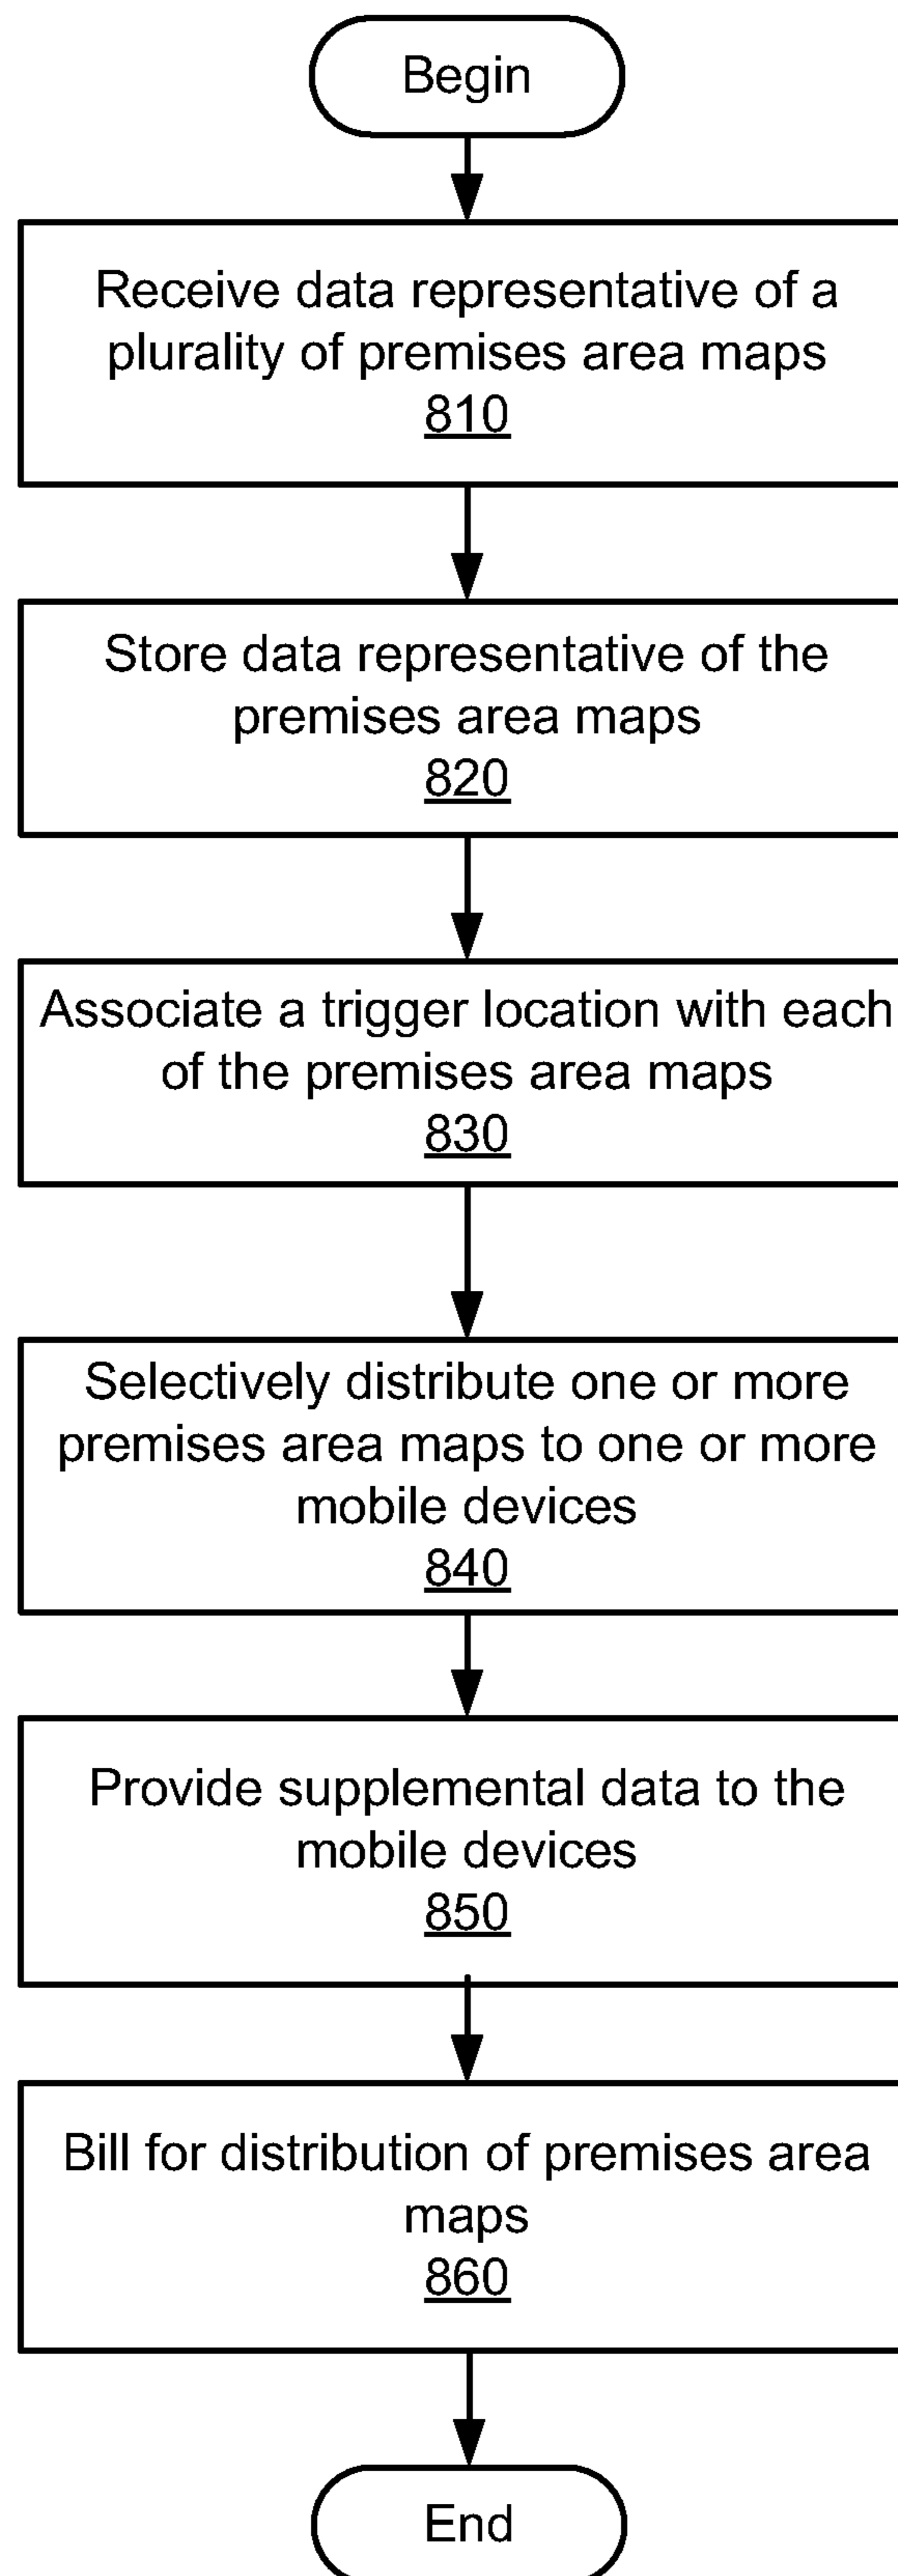 Begin
Receive data representative of a
plurality of premises area maps
810
Store data representative of the
premises area maps
820
Associate a trigger location with each
of the premises area maps
830
Selectively distribute one or more
premises area maps to one or more
mobile devices
840
Provide supplemental data to the
mobile devices
850
Bill for distribution of premises area
maps
860
End